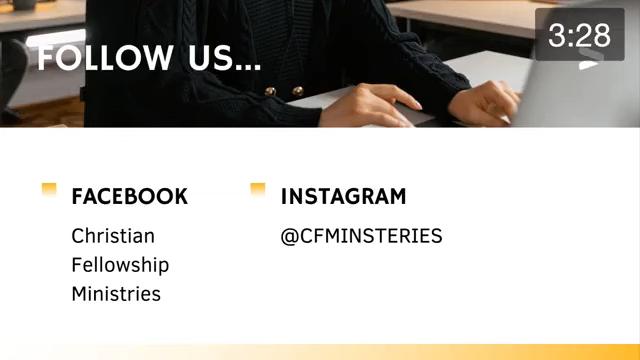 3:28
FOLLOW US...
FACEBOOK
Christian
Fellowship
Ministries
INSTAGRAM
@CFMINSTERIES